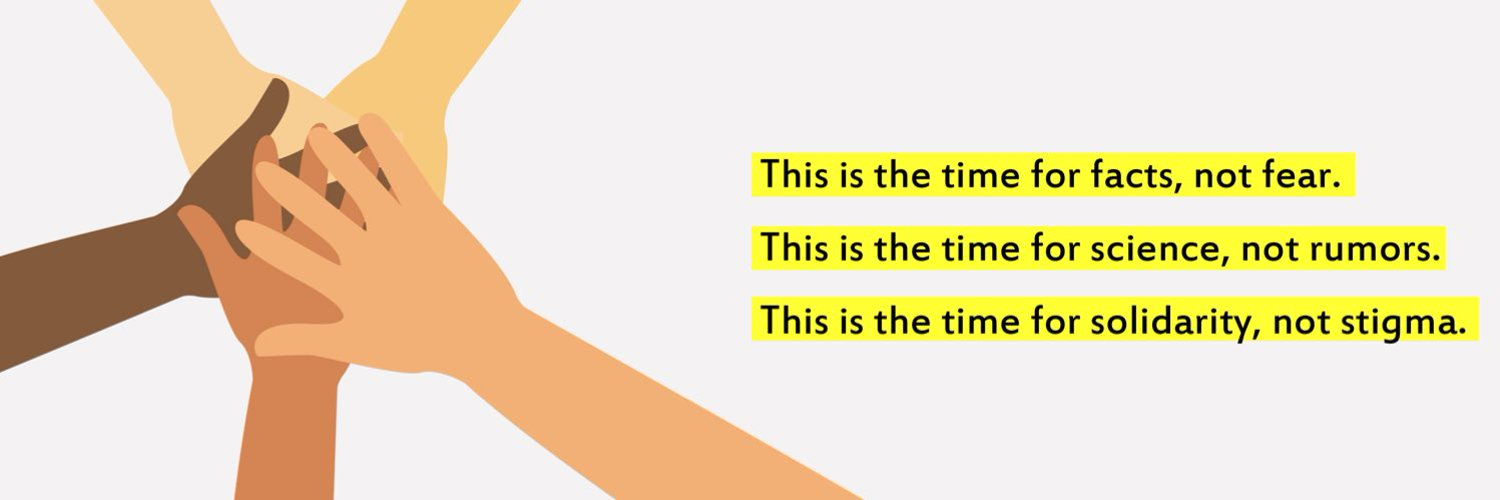 This is the time for facts, not fear.
This is the time for science, not rumors.
This is the time for solidarity, not stigma.